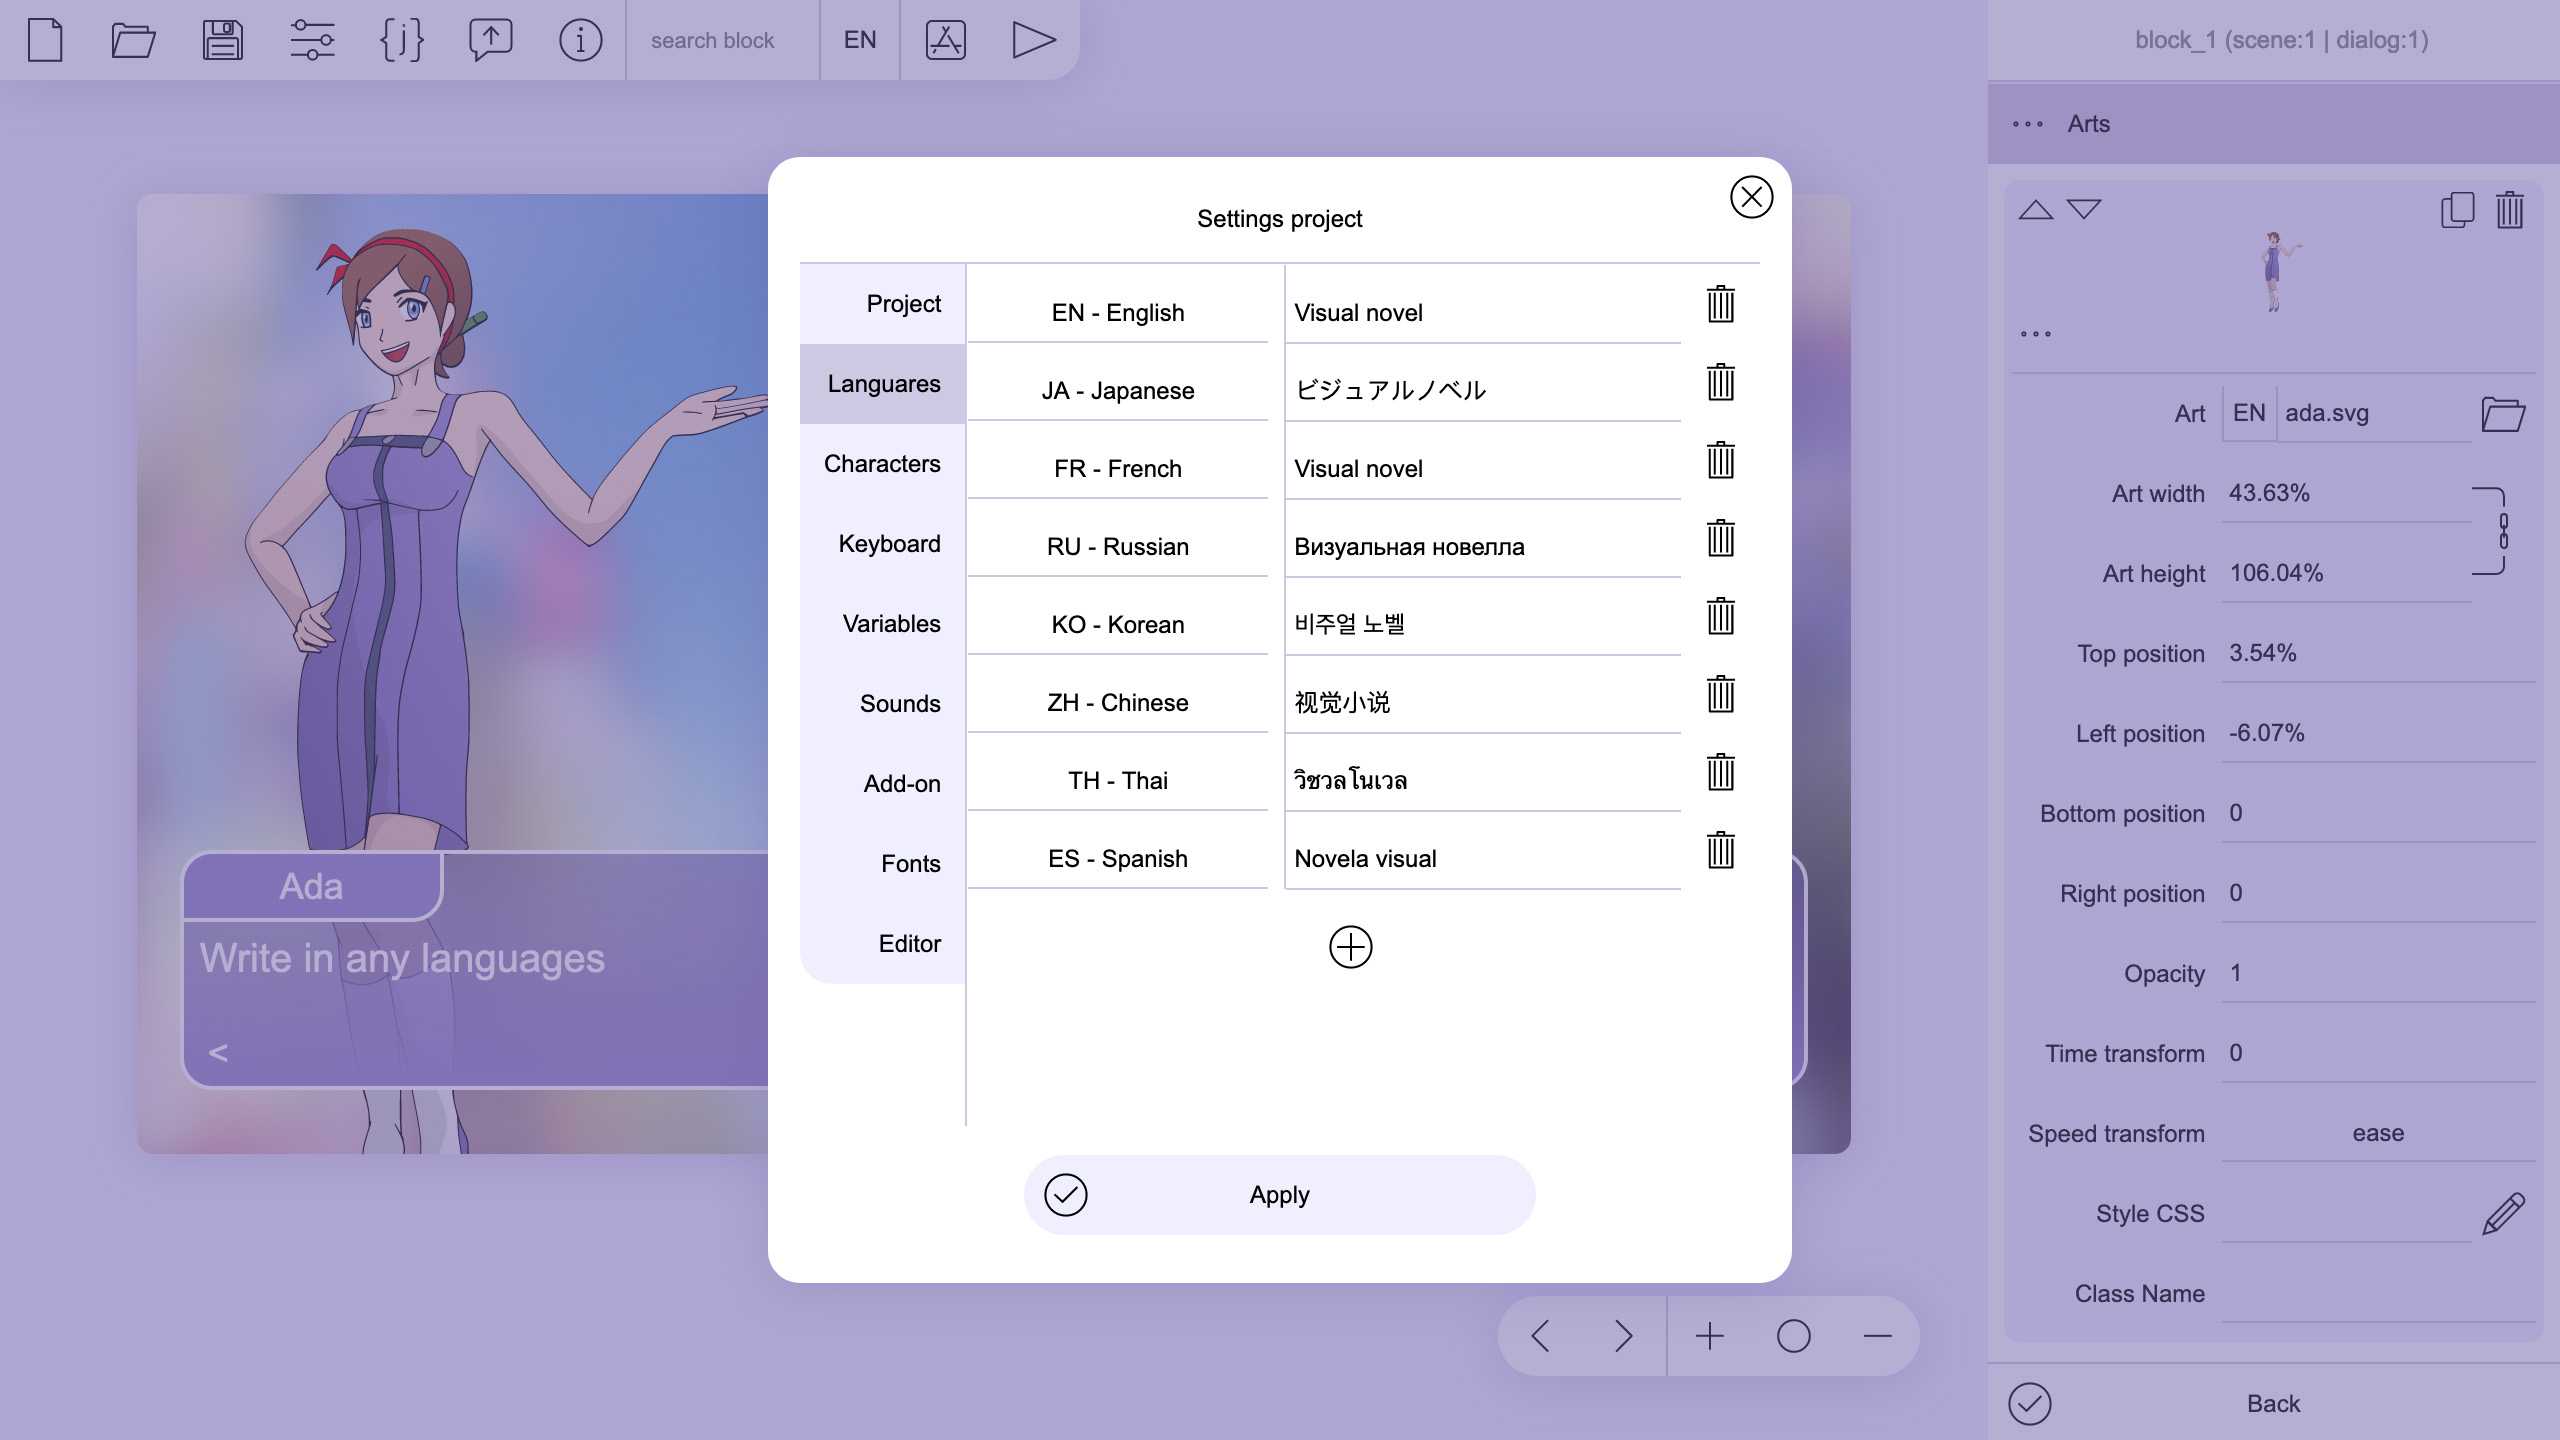 search block
EN
block_1 (scene:1 | dialog:1)
Arts
Settings project
Project
Languares
Characters
Keyboard
Variables
Sounds
Add-on
Fonts
Editor
EN - English
Visual novel
JA - Japanese
ビジュアルノベル
FR - French
Visual novel
RU - Russian
Визуальная новелла
KO - Korean
비주얼 노벨
ZH - Chinese
视觉小说
TH - Thai
วิชวลโนเวล
ES - Spanish
Novela visual
Apply
Ada
Write in any languages
<
Art EN ada.svg
Art width 43.63%
Art height 106.04%
Top position 3.54%
Left position -6.07%
Bottom position 0
Right position 0
Opacity 1
Time transform 0
Speed transform ease
Style CSS
Class Name
Back